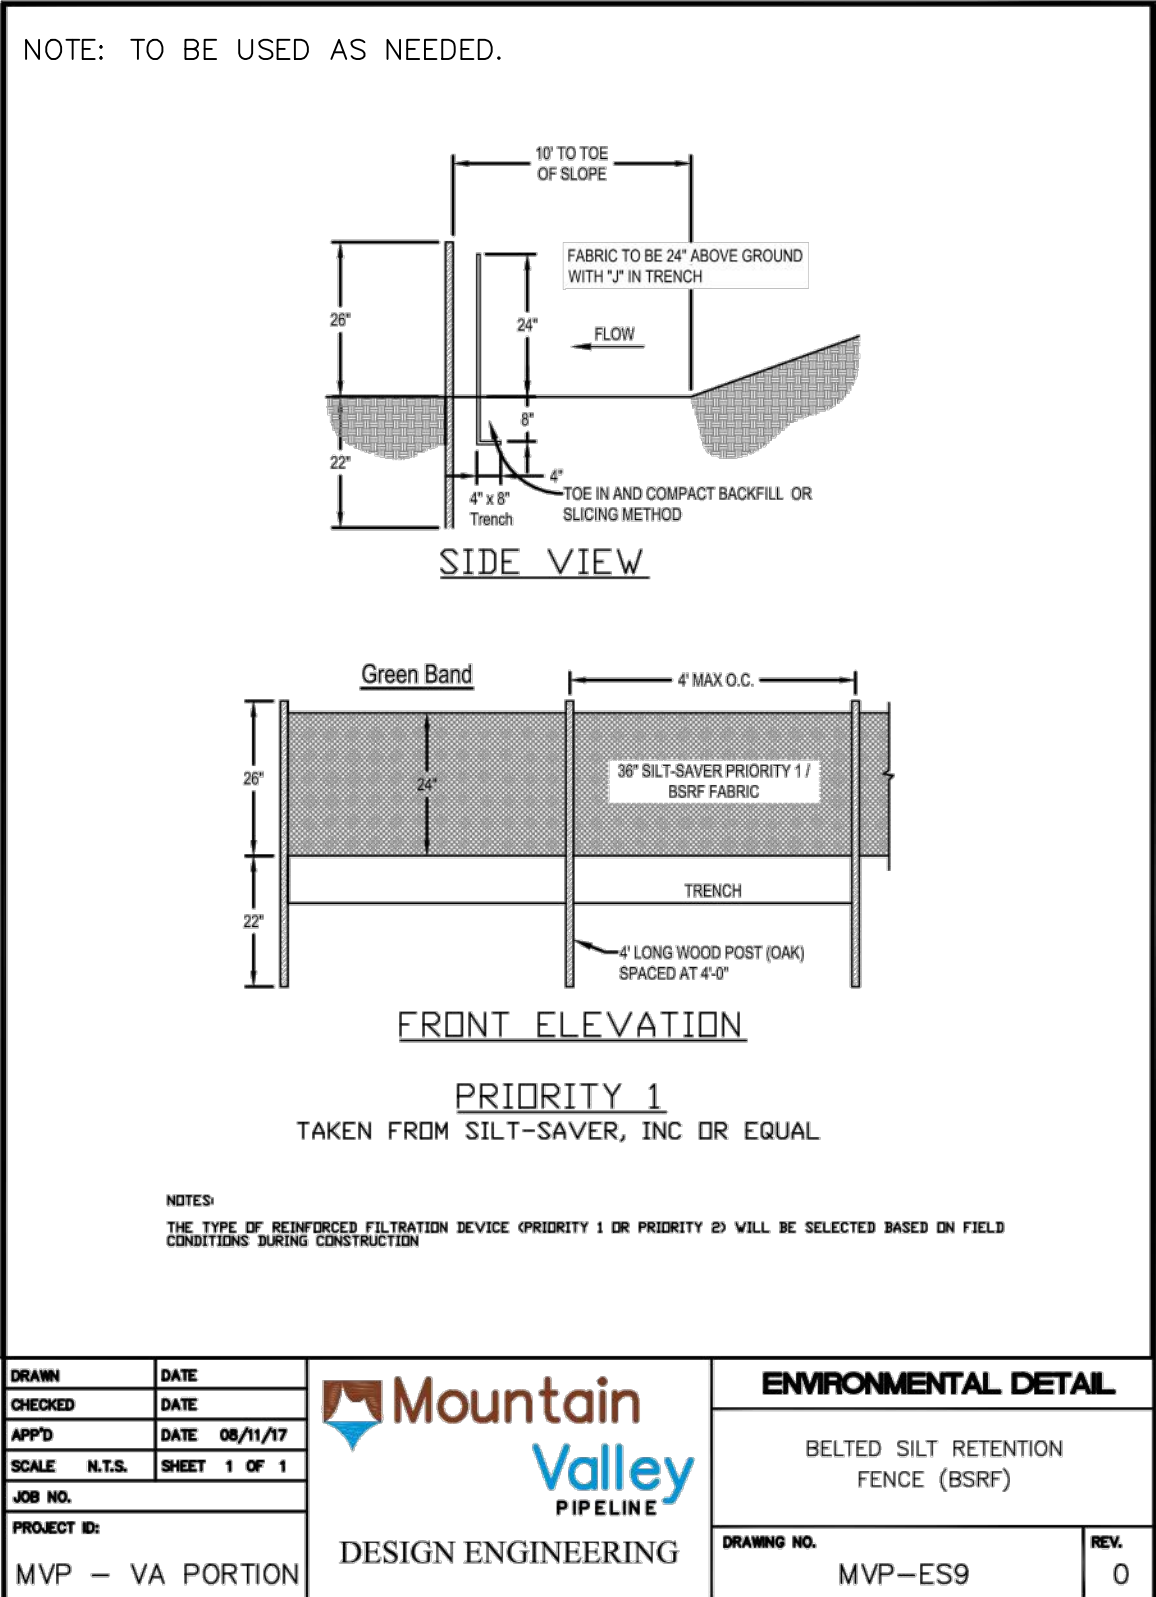 NOTE: TO BE USED AS NEEDED.
10' TO TOE
OF SLOPE
FABRIC TO BE 24" ABOVE GROUND
WITH "J" IN TRENCH
26"
24"
FLOW
8"
22"
4"
4" x 8"
Trench
TOE IN AND COMPACT BACKFILL OR
SLICING METHOD
SIDE VIEW
Green Band
4' MAX O.C.
26"
24"
36" SILT-SAVER PRIORITY 1 /
BSRF FABRIC
TRENCH
22"
4' LONG WOOD POST (OAK)
SPACED AT 4'-0"
FRONT ELEVATION
PRIORITY 1
TAKEN FROM SILT-SAVER, INC OR EQUAL
NOTES:
THE TYPE OF REINFORCED FILTRATION DEVICE (PRIORITY 1 OR PRIORITY 2) WILL BE SELECTED BASED ON FIELD
CONDITIONS DURING CONSTRUCTION
DRAWN DATE
CHECKED DATE
APP'D DATE 08/11/17
SCALE N.T.S. SHEET 1 OF 1
JOB NO.
PROJECT ID:
MVP - VA PORTION
Mountain
Valley
PIPELINE
DESIGN ENGINEERING
ENVIRONMENTAL DETAIL
BELTED SILT RETENTION
FENCE (BSRF)
DRAWING NO.
MVP-ES9
REV.
0